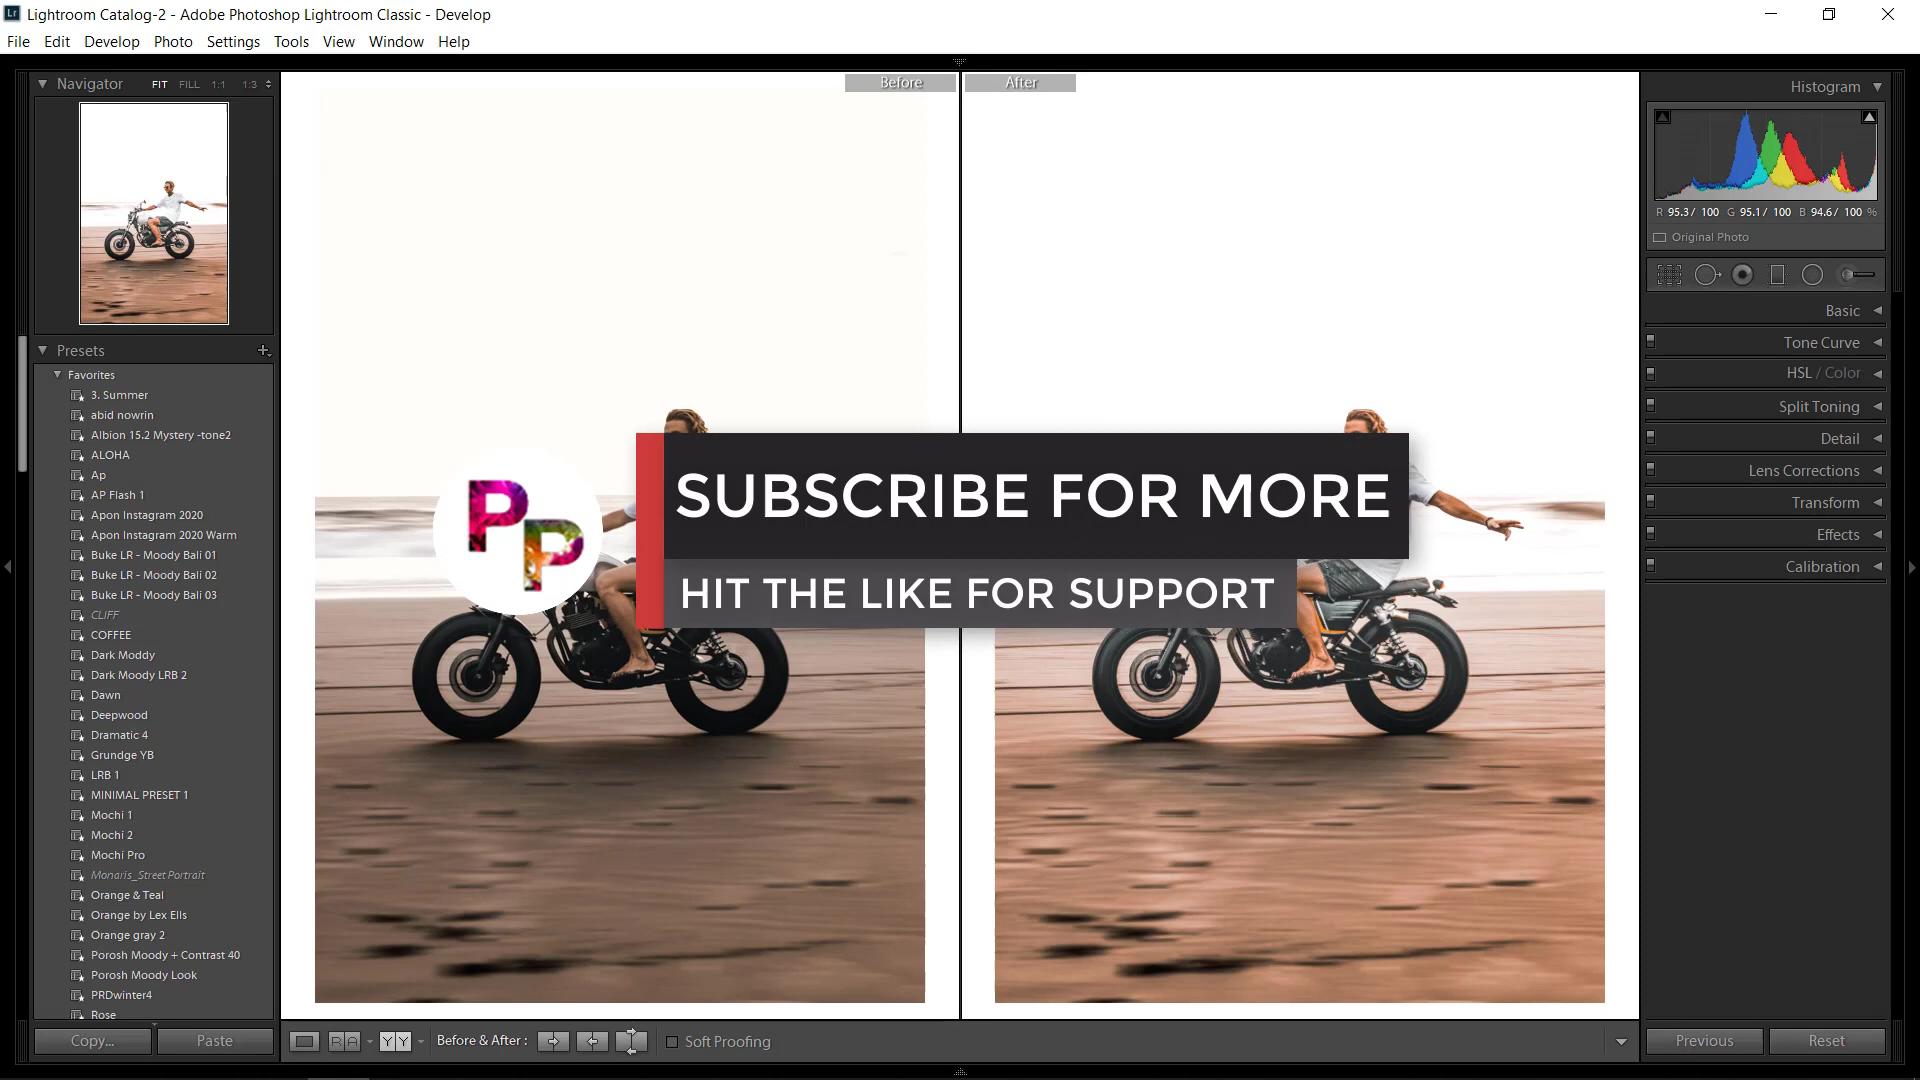 Lr Lightroom Catalog-2 - Adobe Photoshop Lightroom Classic - Develop
File Edit Develop Photo Settings Tools View Window Help
Navigator FIT FILL 1:1 1:3
Before
After
Histogram
R 95.3 / 100 G 95.1 / 100 B 94.6 / 100 %
Original Photo
Basic
Tone Curve
HSL / Color
Split Toning
Detail
Lens Corrections
Transform
Effects
Calibration
Presets
Favorites
3. Summer
abid nowrin
Albion 15.2 Mystery -tone2
ALOHA
Ap
AP Flash 1
Apon Instagram 2020
Apon Instagram 2020 Warm
Buke LR - Moody Bali 01
Buke LR - Moody Bali 02
Buke LR - Moody Bali 03
CLIFF
COFFEE
Dark Moddy
Dark Moody LRB 2
Dawn
Deepwood
Dramatic 4
Grundge YB
LRB 1
MINIMAL PRESET 1
Mochi 1
Mochi 2
Mochi Pro
Monaris_Street Portrait
Orange & Teal
Orange by Lex Ells
Orange gray 2
Porosh Moody + Contrast 40
Porosh Moody Look
PRDwinter4
Rose
PP
SUBSCRIBE FOR MORE
HIT THE LIKE FOR SUPPORT
Copy... Paste
R A Y Y Before & After : Soft Proofing
Previous Reset